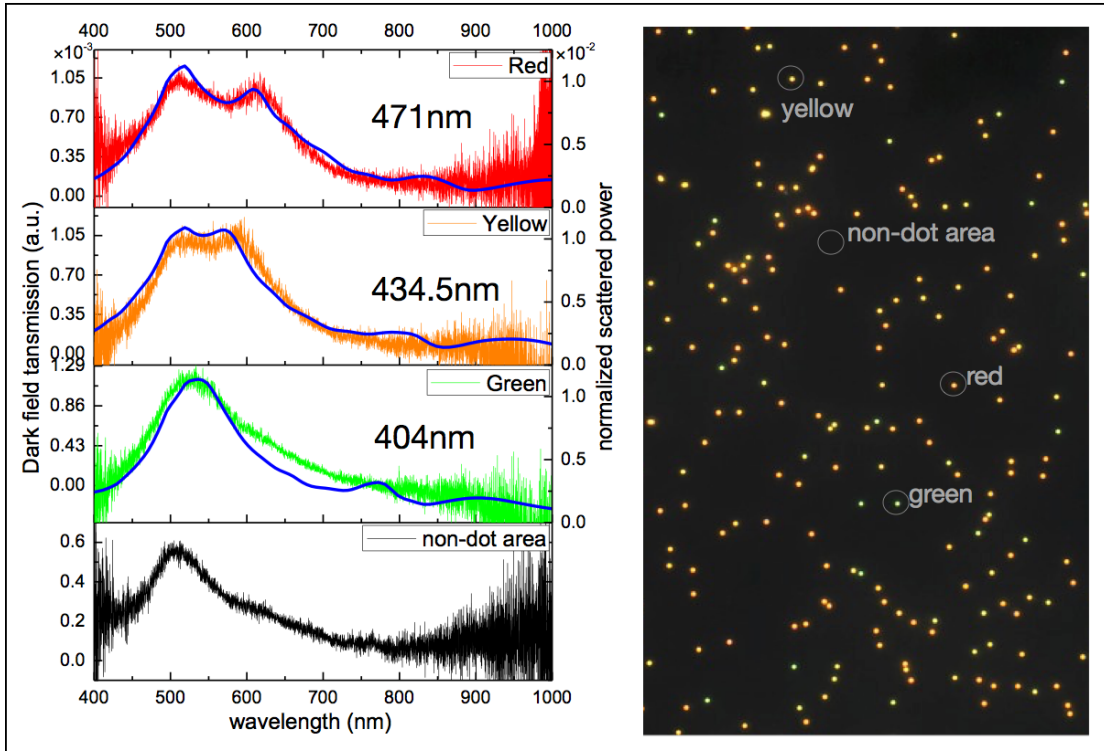 400 500 600 700 800 900 1000
×10⁻³ ×10⁻²
Red
1.05
0.70
0.35
0.00
1.0
0.5
0.0
471nm
Yellow
1.05
0.70
0.35
0.00
1.0
0.5
0.0
434.5nm
Green
1.29
0.86
0.43
0.00
1.0
0.5
0.0
404nm
non-dot area
0.6
0.4
0.2
0.0
400 500 600 700 800 900 1000
wavelength (nm)
Dark field tansmission (a.u.)
normalized scattered power
yellow
non-dot area
red
green